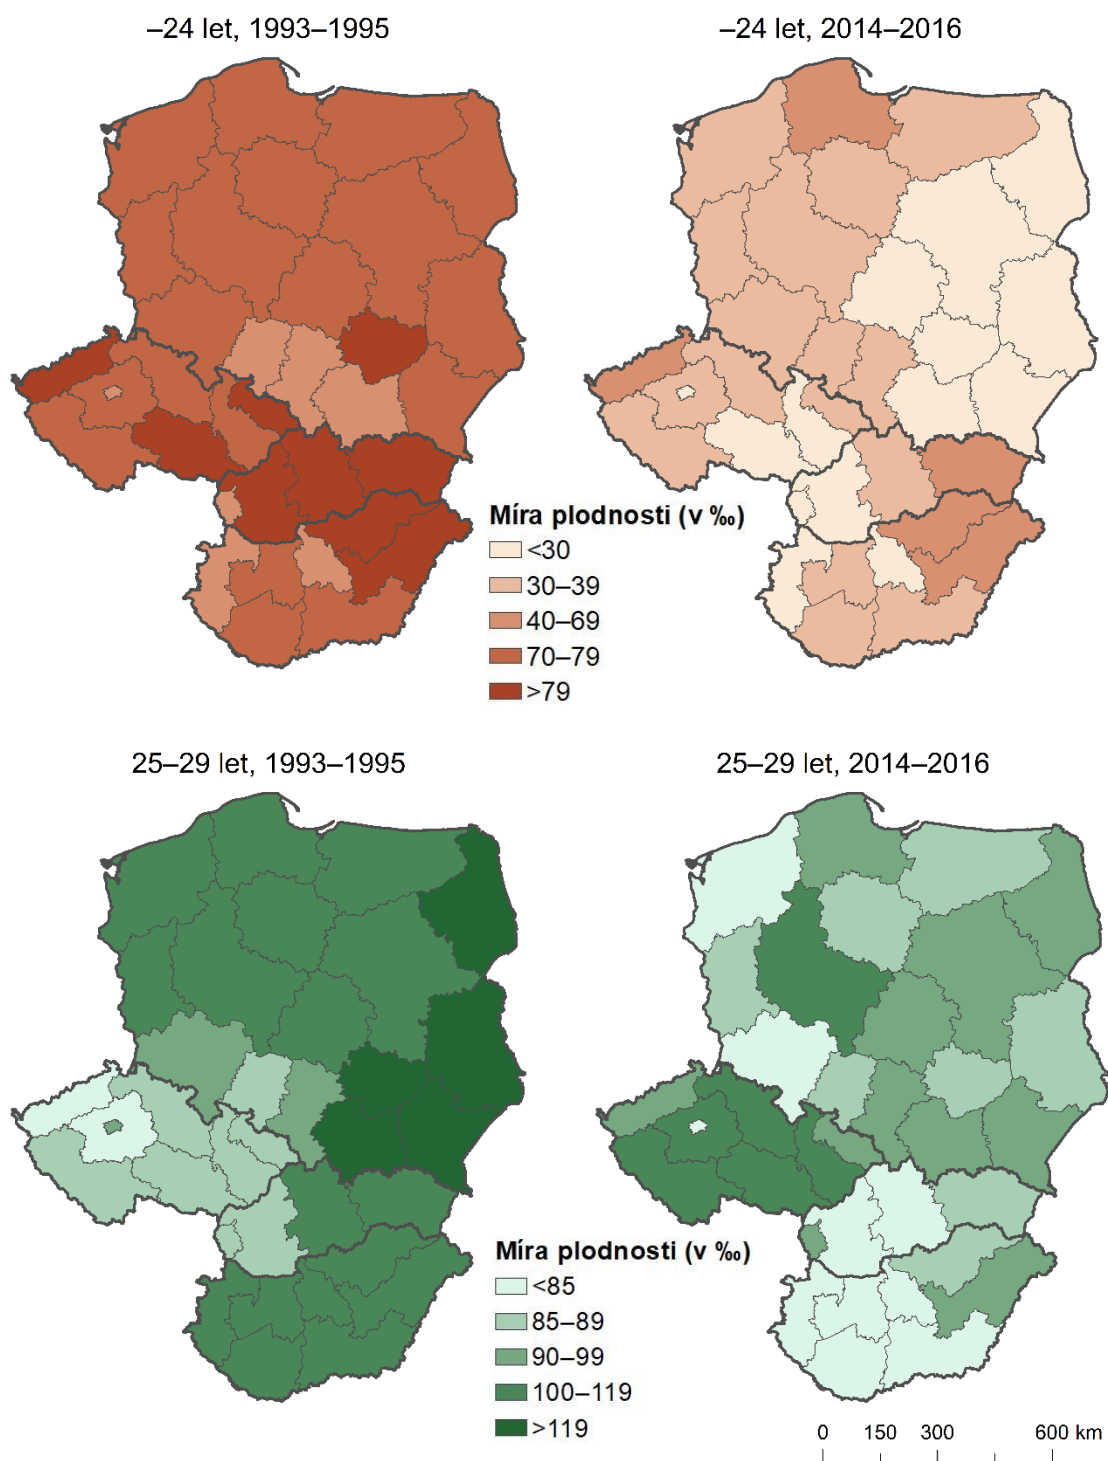 –24 let, 1993–1995
–24 let, 2014–2016
Míra plodnosti (v ‰)
<30
30–39
40–69
70–79
>79
25–29 let, 1993–1995
25–29 let, 2014–2016
Míra plodnosti (v ‰)
<85
85–89
90–99
100–119
>119
0 150 300 600 km